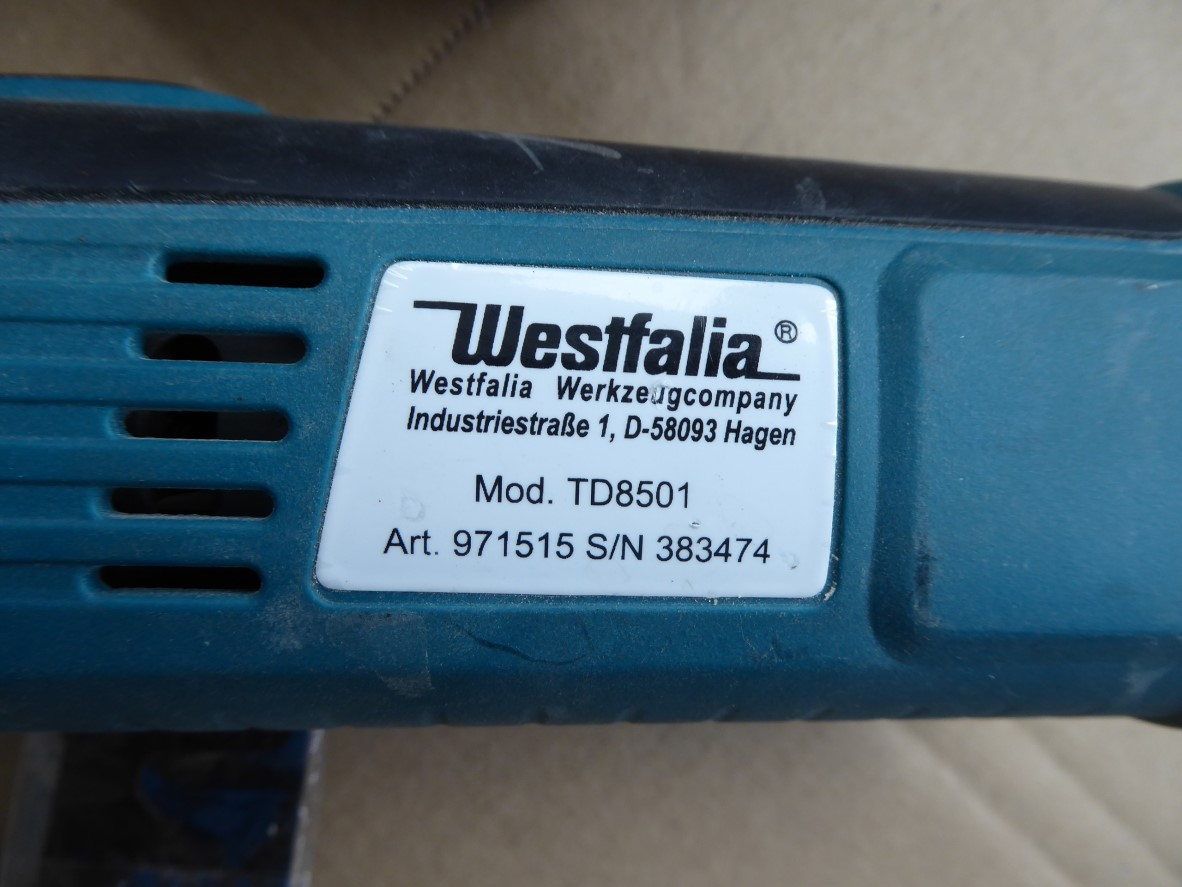 Westfalia®
Westfalia Werkzeugcompany
Industriestraße 1, D-58093 Hagen
Mod. TD8501
Art. 971515 S/N 383474